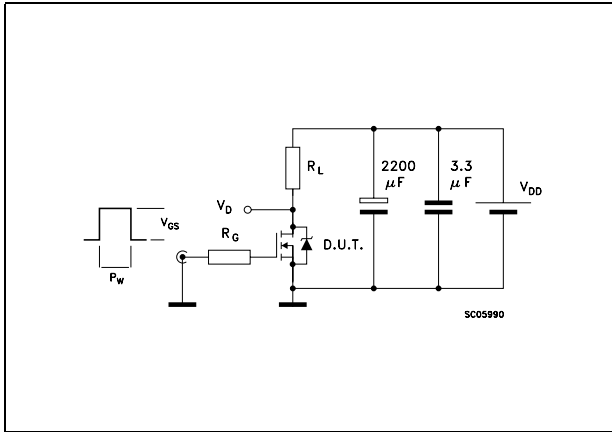 R_L
2200
µF
3.3
µF
V_DD
V_D
V_GS
R_G
D.U.T.
P_W
SC05990